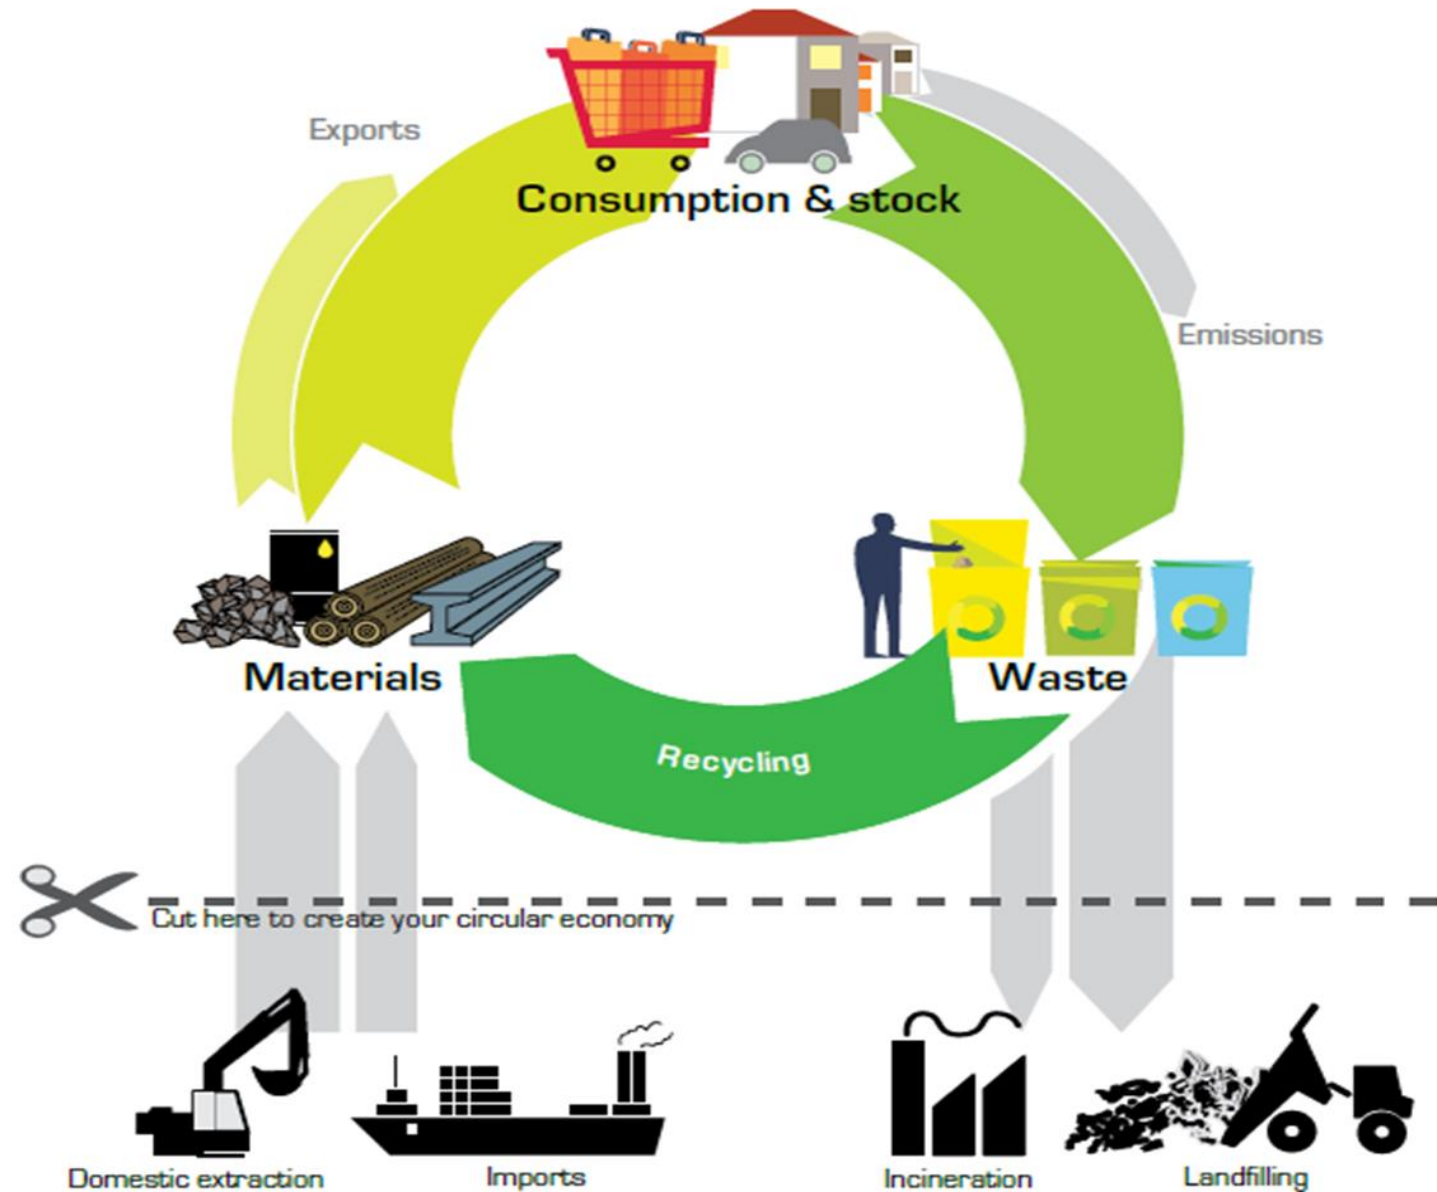 Exports
Consumption & stock
Emissions
Materials
Waste
Recycling
Cut here to create your circular economy
Domestic extraction
Imports
Incineration
Landfilling